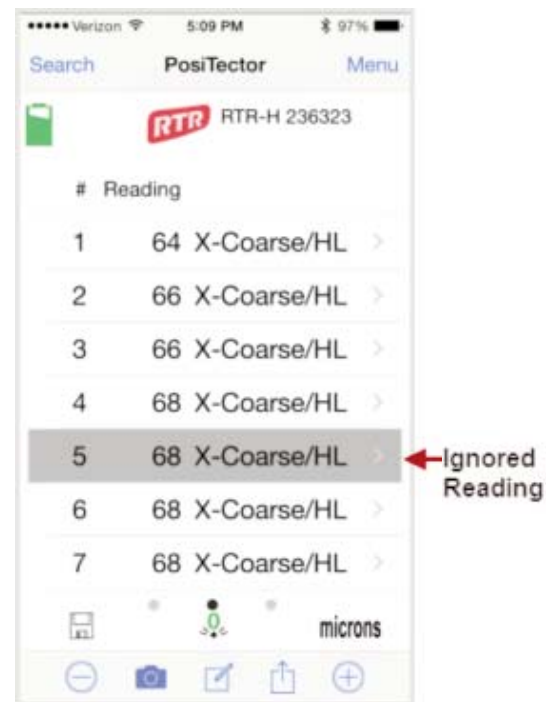 Verizon 5:09 PM 97%
Search PosiTector Menu
RTR RTR-H 236323
# Reading
1 64 X-Coarse/HL
2 66 X-Coarse/HL
3 66 X-Coarse/HL
4 68 X-Coarse/HL
5 68 X-Coarse/HL
Ignored
Reading
6 68 X-Coarse/HL
7 68 X-Coarse/HL
0 microns